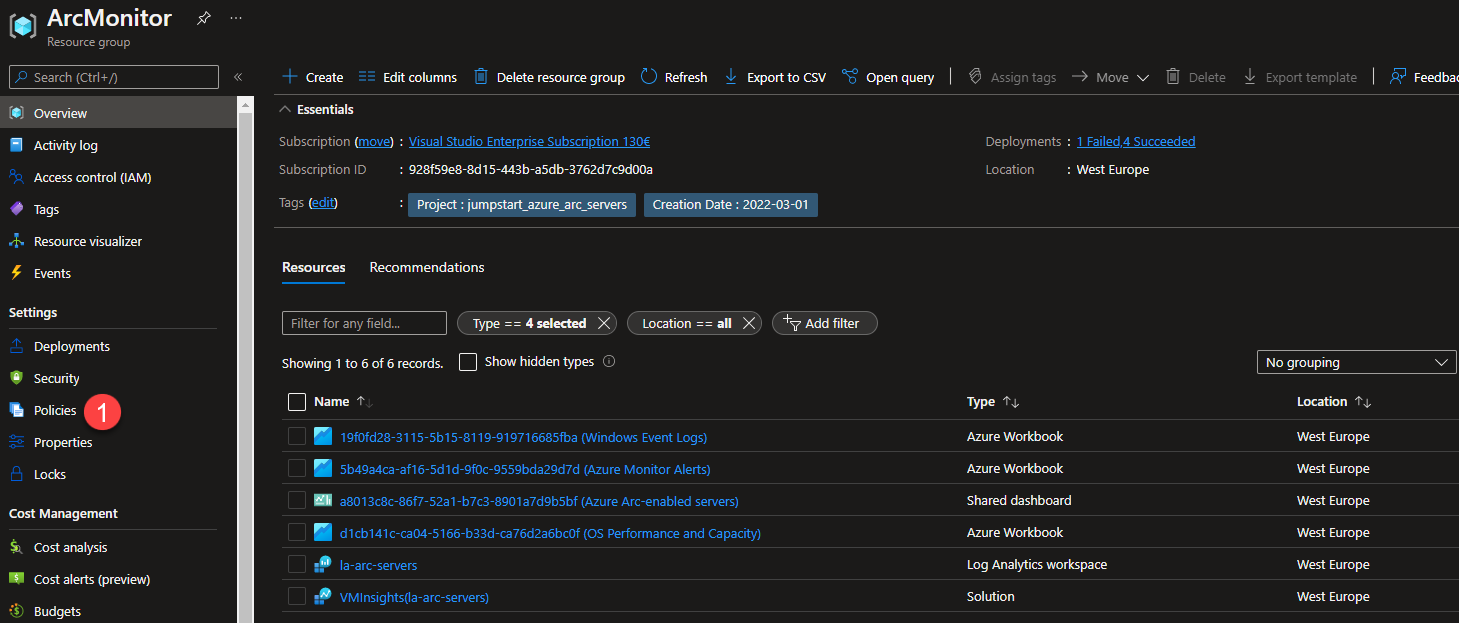 ArcMonitor
Resource group
Search (Ctrl+/)
Overview
Activity log
Access control (IAM)
Tags
Resource visualizer
Events
Settings
Deployments
Security
Policies 1
Properties
Locks
Cost Management
Cost analysis
Cost alerts (preview)
Budgets
Create Edit columns Delete resource group Refresh Export to CSV Open query Assign tags Move Delete Export template Feedbac
Essentials
Subscription (move) : Visual Studio Enterprise Subscription 130€
Deployments : 1 Failed,4 Succeeded
Subscription ID : 928f59e8-8d15-443b-a5db-3762d7c9d00a
Location : West Europe
Tags (edit) : Project : jumpstart_azure_arc_servers Creation Date : 2022-03-01
Resources Recommendations
Filter for any field... Type == 4 selected Location == all Add filter
Showing 1 to 6 of 6 records. Show hidden types
No grouping
Name Type Location
19f0fd28-3115-5b15-8119-919716685fba (Windows Event Logs) Azure Workbook West Europe
5b49a4ca-af16-5d1d-9f0c-9559bda29d7d (Azure Monitor Alerts) Azure Workbook West Europe
a8013c8c-86f7-52a1-b7c3-8901a7d9b5bf (Azure Arc-enabled servers) Shared dashboard West Europe
d1cb141c-ca04-5166-b33d-ca76d2a6bc0f (OS Performance and Capacity) Azure Workbook West Europe
la-arc-servers Log Analytics workspace West Europe
VMInsights(la-arc-servers) Solution West Europe